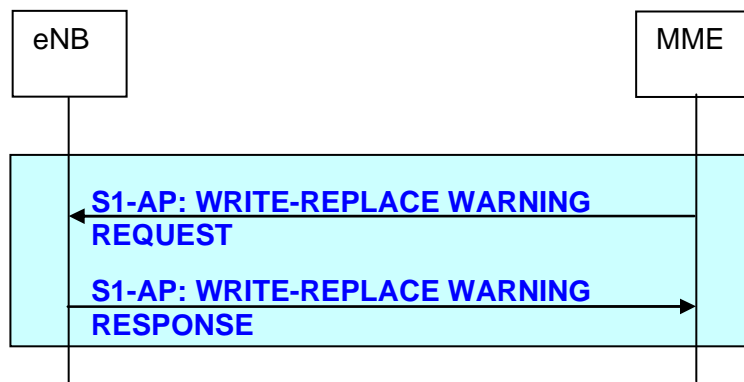 eNB
MME
S1-AP: WRITE-REPLACE WARNING
REQUEST
S1-AP: WRITE-REPLACE WARNING
RESPONSE